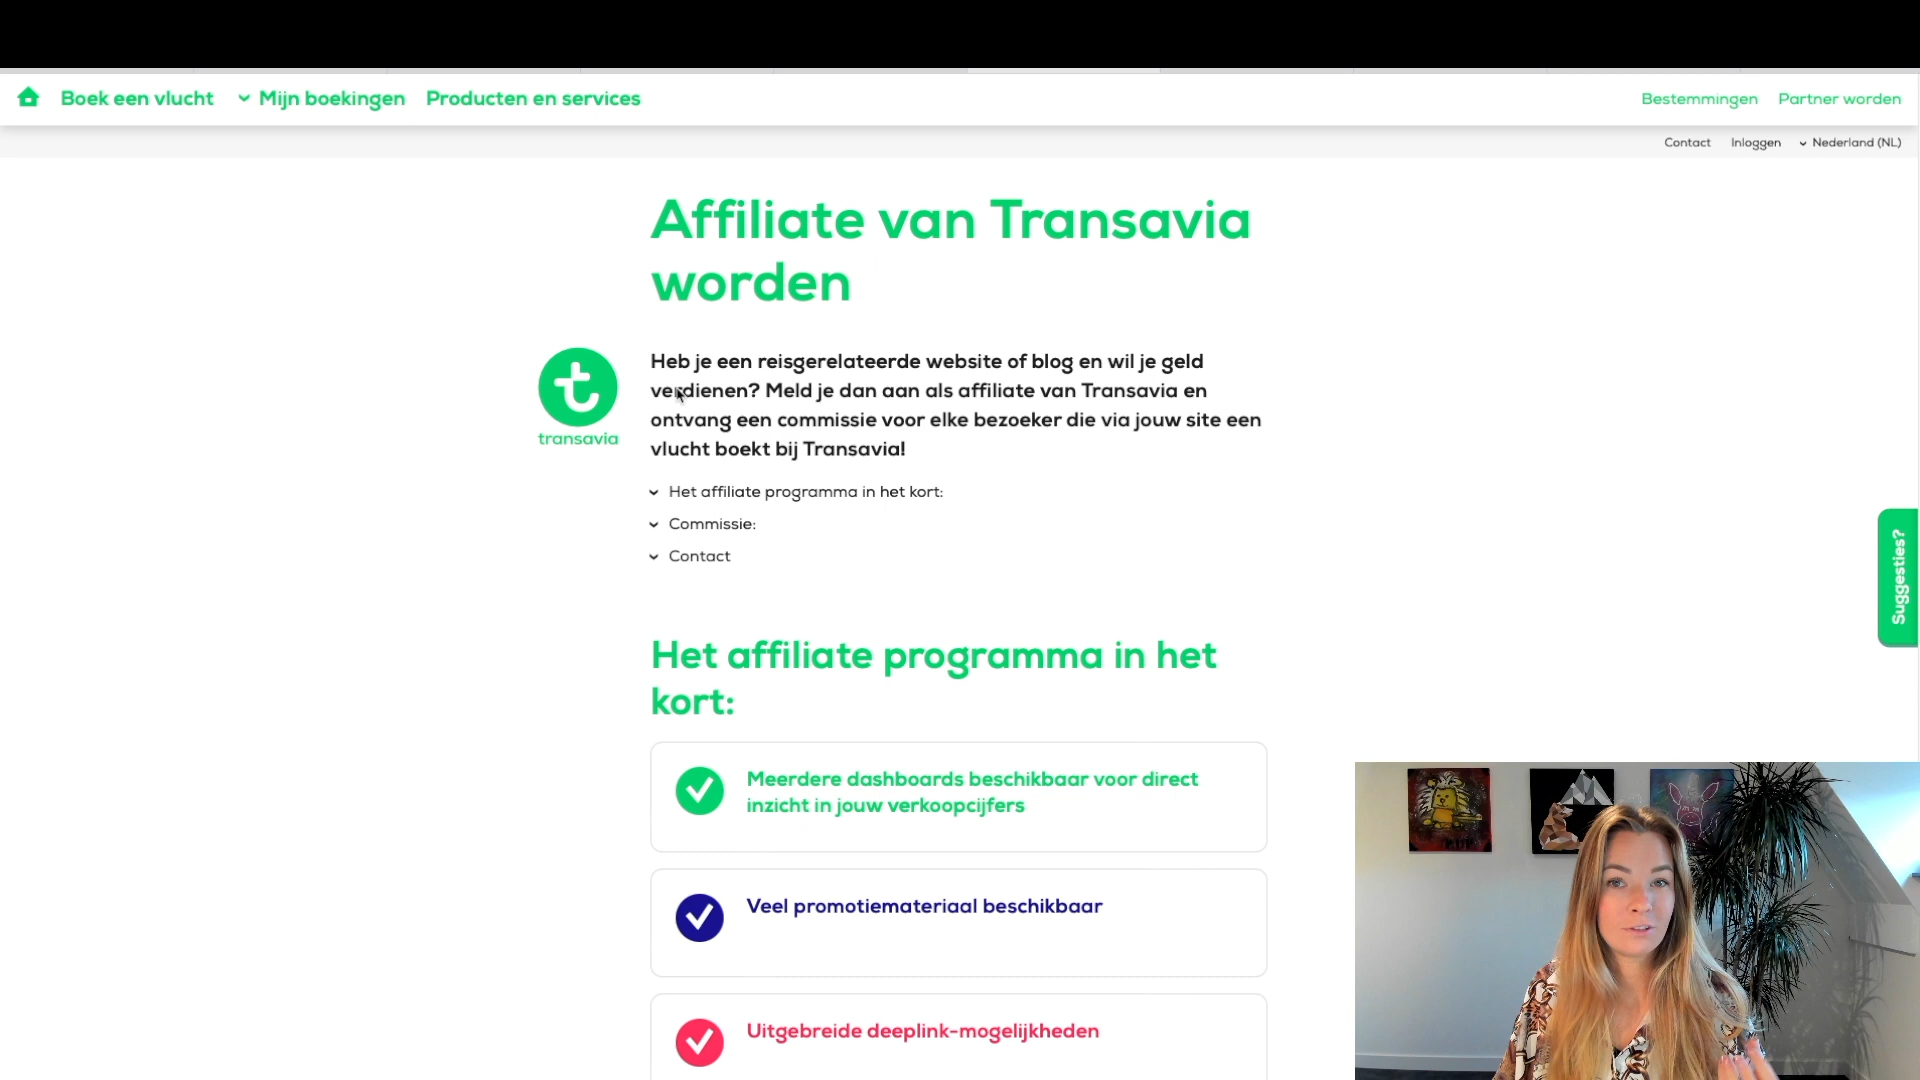 Boek een vlucht
Mijn boekingen
Producten en services
Bestemmingen
Partner worden
Contact
Inloggen
Nederland (NL)
Affiliate van Transavia
worden
transavia
Heb je een reisgerelateerde website of blog en wil je geld
verdienen? Meld je dan aan als affiliate van Transavia en
ontvang een commissie voor elke bezoeker die via jouw site een
vlucht boekt bij Transavia!
Het affiliate programma in het kort:
Commissie:
Contact
Suggesties?
Het affiliate programma in het
kort:
Meerdere dashboards beschikbaar voor direct
inzicht in jouw verkoopcijfers
Veel promotiemateriaal beschikbaar
Uitgebreide deeplink-mogelijkheden